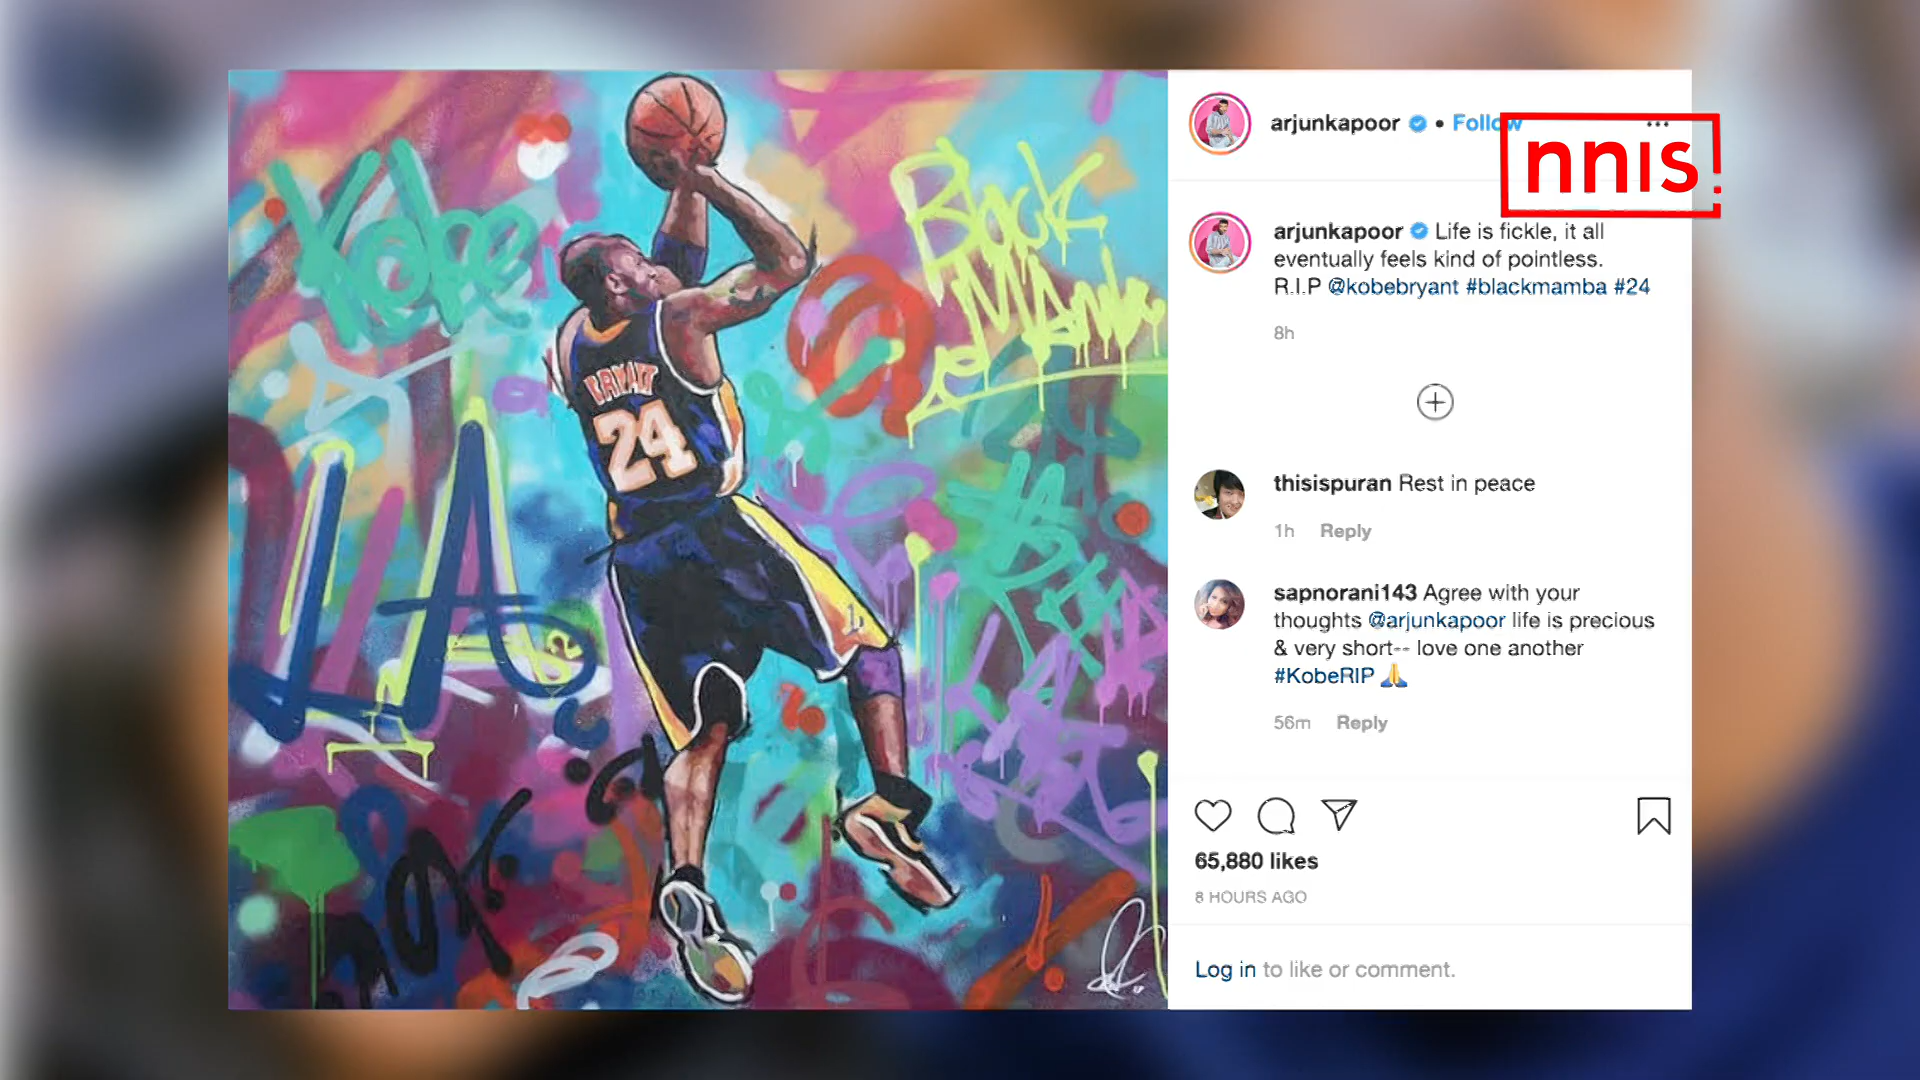 Kobe
Black
Mamba
BRYANT
24
LA
arjunkapoor • Follow
nnis
arjunkapoor Life is fickle, it all
eventually feels kind of pointless.
R.I.P @kobebryant #blackmamba #24
8h
thisispuran Rest in peace
1h Reply
sapnorani143 Agree with your
thoughts @arjunkapoor life is precious
& very short-- love one another
#KobeRIP 🙏
56m Reply
65,880 likes
8 HOURS AGO
Log in to like or comment.